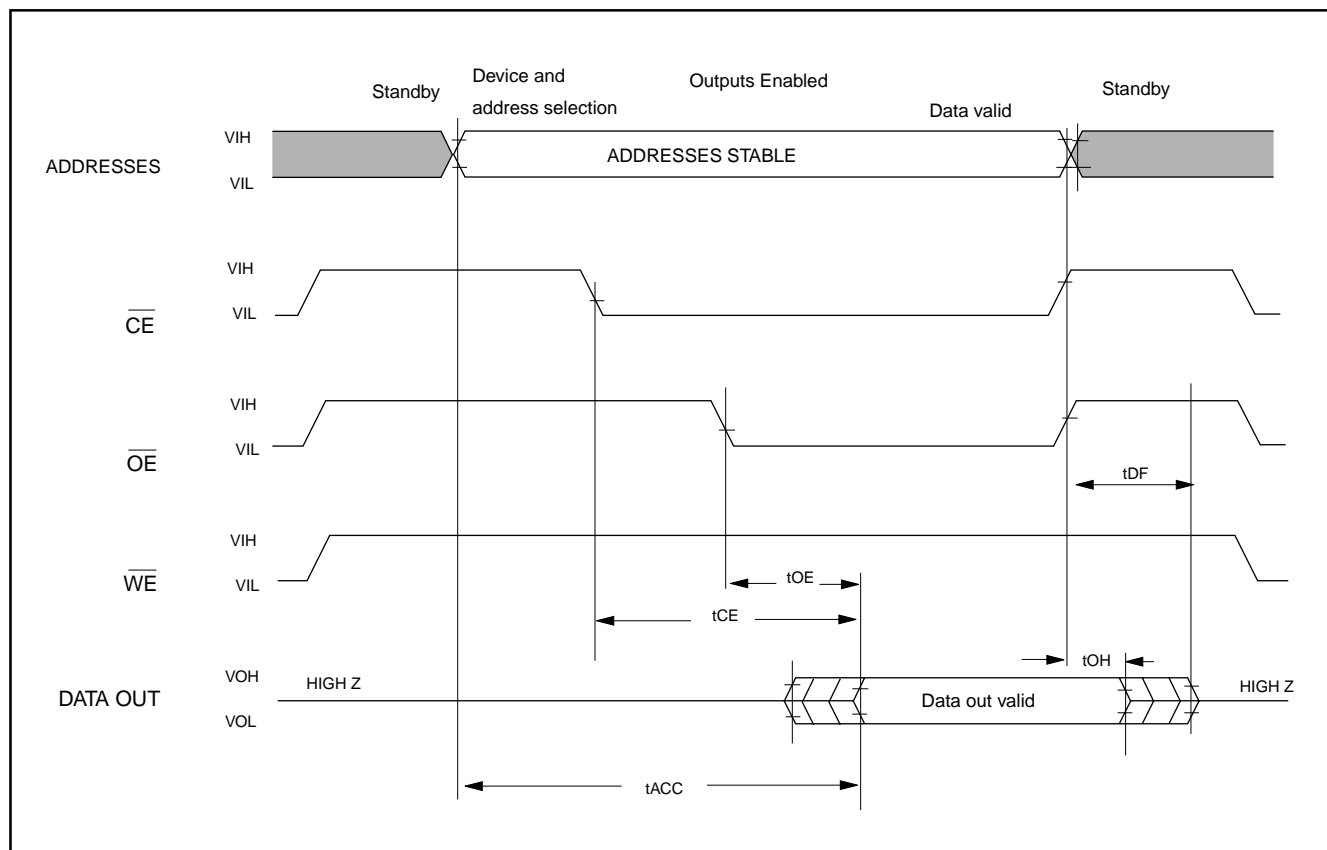 Standby
Device and
address selection
Outputs Enabled
Data valid
Standby
ADDRESSES
VIH
VIL
ADDRESSES STABLE
CE
VIH
VIL
OE
VIH
VIL
tDF
WE
VIH
VIL
tOE
tCE
tOH
DATA OUT
VOH
VOL
HIGH Z
Data out valid
HIGH Z
tACC